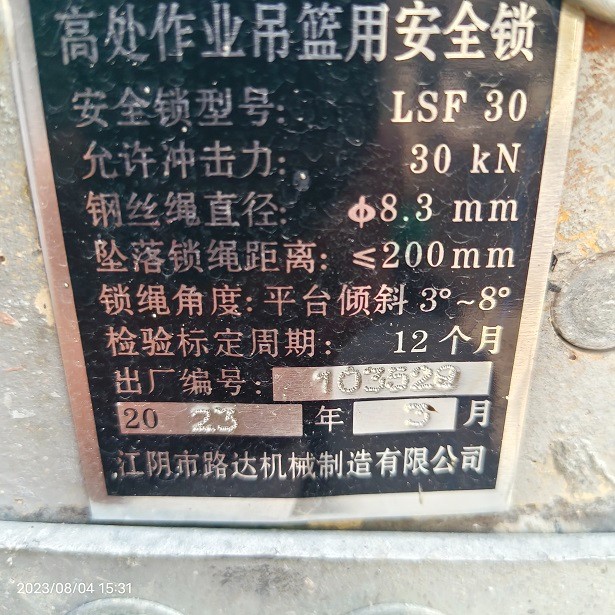 高处作业吊篮用安全锁
安全锁型号: LSF 30
允许冲击力: 30 kN
钢丝绳直径: ϕ8.3 mm
坠落锁绳距离: ≤200mm
锁绳角度: 平台倾斜 3°~8°
检验标定周期: 12 个月
出厂编号: 103529
20 23 年 3 月
江阴市路达机械制造有限公司
2023/08/04 15:31